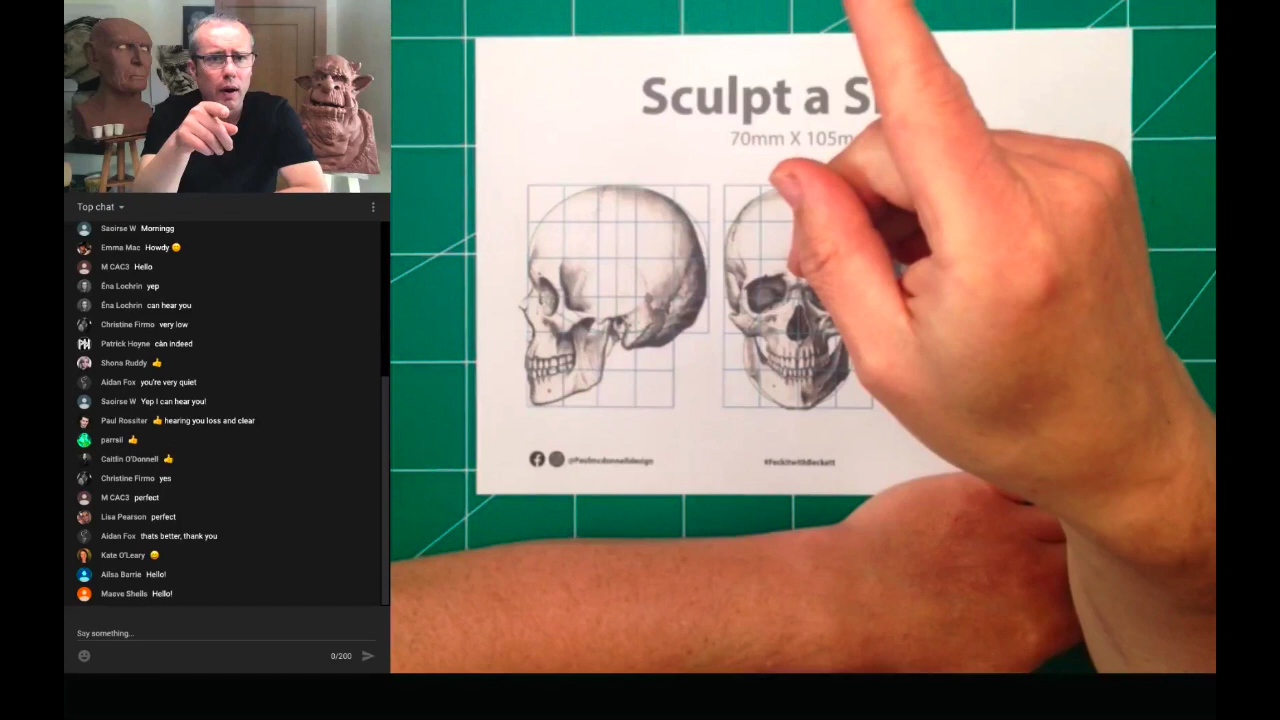 Sculpt a S
70mm X 105m
@Paulmcdonnelldesign
#FeckitwithBeckett
Top chat
Saoirse W Morningg
Emma Mac Howdy 🙂
M CAC3 Hello
Éna Lochrin yep
Éna Lochrin can hear you
Christine Firmo very low
Patrick Hoyne cän indeed
Shona Ruddy 👍
Aidan Fox you're very quiet
Saoirse W Yep I can hear you!
Paul Rossiter 👍 hearing you loss and clear
parrsil 👍
Caitlin O'Donnell 👍
Christine Firmo yes
M CAC3 perfect
Lisa Pearson perfect
Aidan Fox thats better, thank you
Kate O'Leary 😄
Ailsa Barrie Hello!
Maeve Sheils Hello!
Say something...
0/200